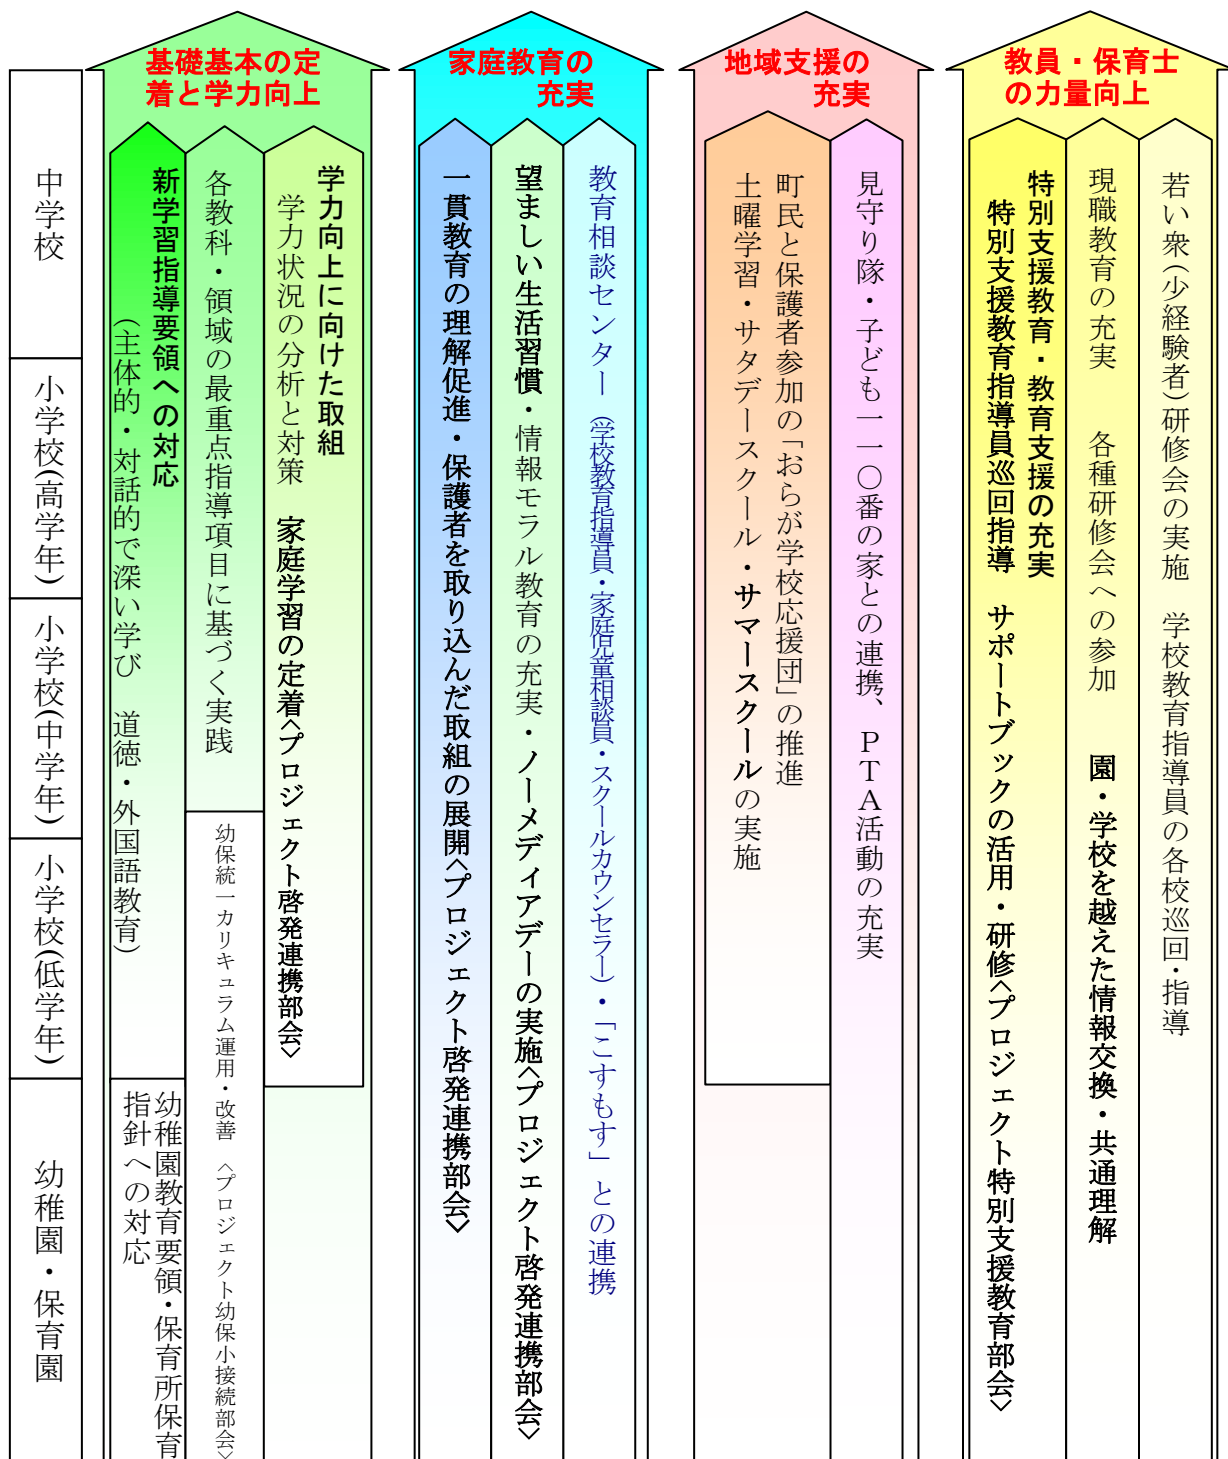 基礎基本の定
着と学力向上
家庭教育の
充実
地域支援の
充実
教員・保育士
の力量向上
中学校
小学校(高学年)
小学校(中学年)
小学校(低学年)
幼稚園・保育園
新学習指導要領への対応
(主体的・対話的で深い学び 道徳・外国語教育)
幼稚園教育要領・保育所保育
指針への対応
各教科・領域の最重点指導項目に基づく実践
幼保統一カリキュラム運用・改善 〈プロジェクト幼保小接続部会〉
学力向上に向けた取組
学力状況の分析と対策 家庭学習の定着〈プロジェクト啓発連携部会〉
一貫教育の理解促進・保護者を取り込んだ取組の展開〈プロジェクト啓発連携部会〉
望ましい生活習慣・情報モラル教育の充実・ノーメディアデーの実施〈プロジェクト啓発連携部会〉
教育相談センター(学校教育指導員・家庭児童相談員・スクールカウンセラー)・「こすもす」との連携
町民と保護者参加の「おらが学校応援団」の推進
土曜学習・サタデースクール・サマースクールの実施
見守り隊・子ども一一〇番の家との連携、PTA活動の充実
特別支援教育・教育支援の充実
特別支援教育指導員巡回指導 サポートブックの活用・研修〈プロジェクト特別支援教育部会〉
現職教育の充実 各種研修会への参加 園・学校を越えた情報交換・共通理解
若い衆(少経験者)研修会の実施 学校教育指導員の各校巡回・指導